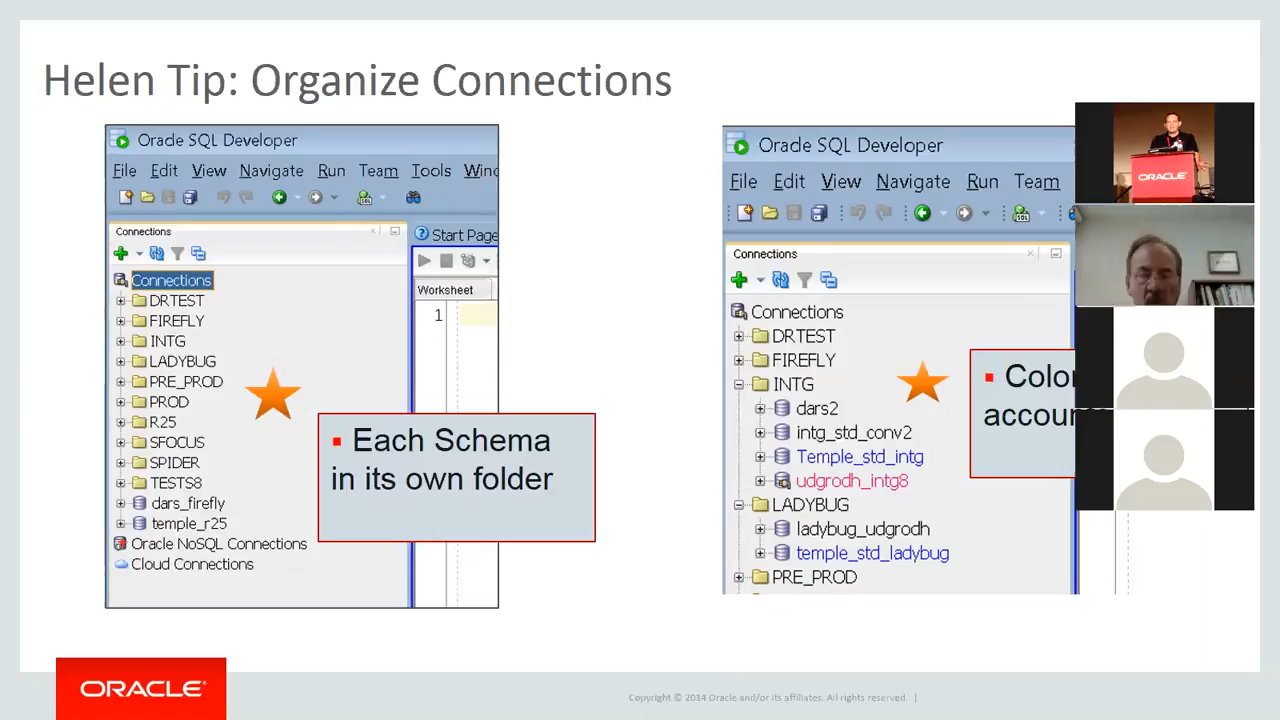 Helen Tip: Organize Connections
Oracle SQL Developer
File Edit View Navigate Run Team Tools
Connections
Start Page
Connections
DRTEST
Worksheet
FIREFLY
1
INTG
LADYBUG
PRE_PROD
PROD
R25
SFOCUS
SPIDER
TESTS8
dars_firefly
temple_r25
Oracle NoSQL Connections
Cloud Connections
▪ Each Schema
in its own folder
Oracle SQL Developer
File Edit View Navigate Run Team
Connections
Connections
DRTEST
FIREFLY
INTG
dars2
intg_std_conv2
Temple_std_intg
udgrodh_intg8
LADYBUG
ladybug_udgrodh
temple_std_ladybug
PRE_PROD
ORACLE
ORACLE
Copyright © 2014 Oracle and/or its affiliates. All rights reserved. |